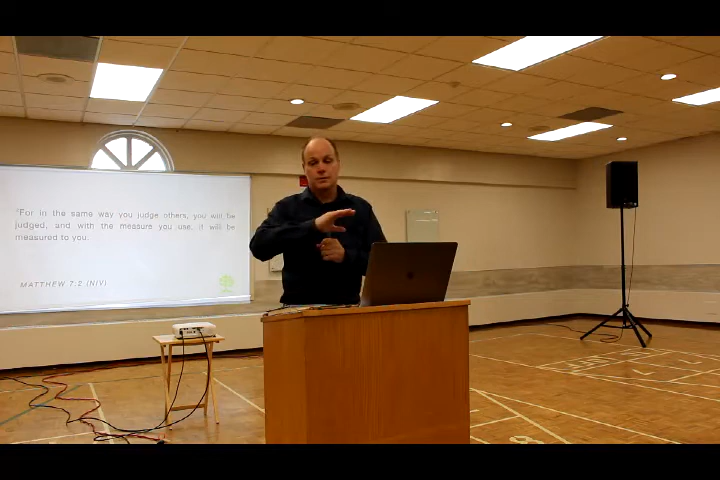 "For in the same way you judge others, you will be
judged, and with the measure you use, it will be
measured to you.
MATTHEW 7:2 (NIV)